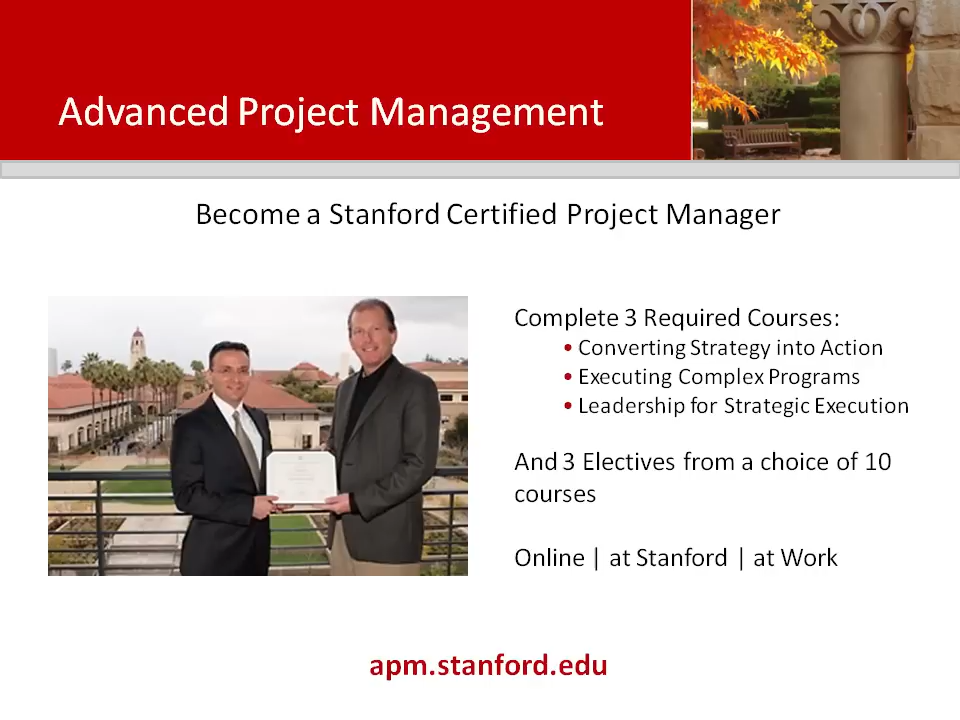 Advanced Project Management
Become a Stanford Certified Project Manager
Complete 3 Required Courses:
• Converting Strategy into Action
• Executing Complex Programs
• Leadership for Strategic Execution
And 3 Electives from a choice of 10
courses
Online | at Stanford | at Work
apm.stanford.edu